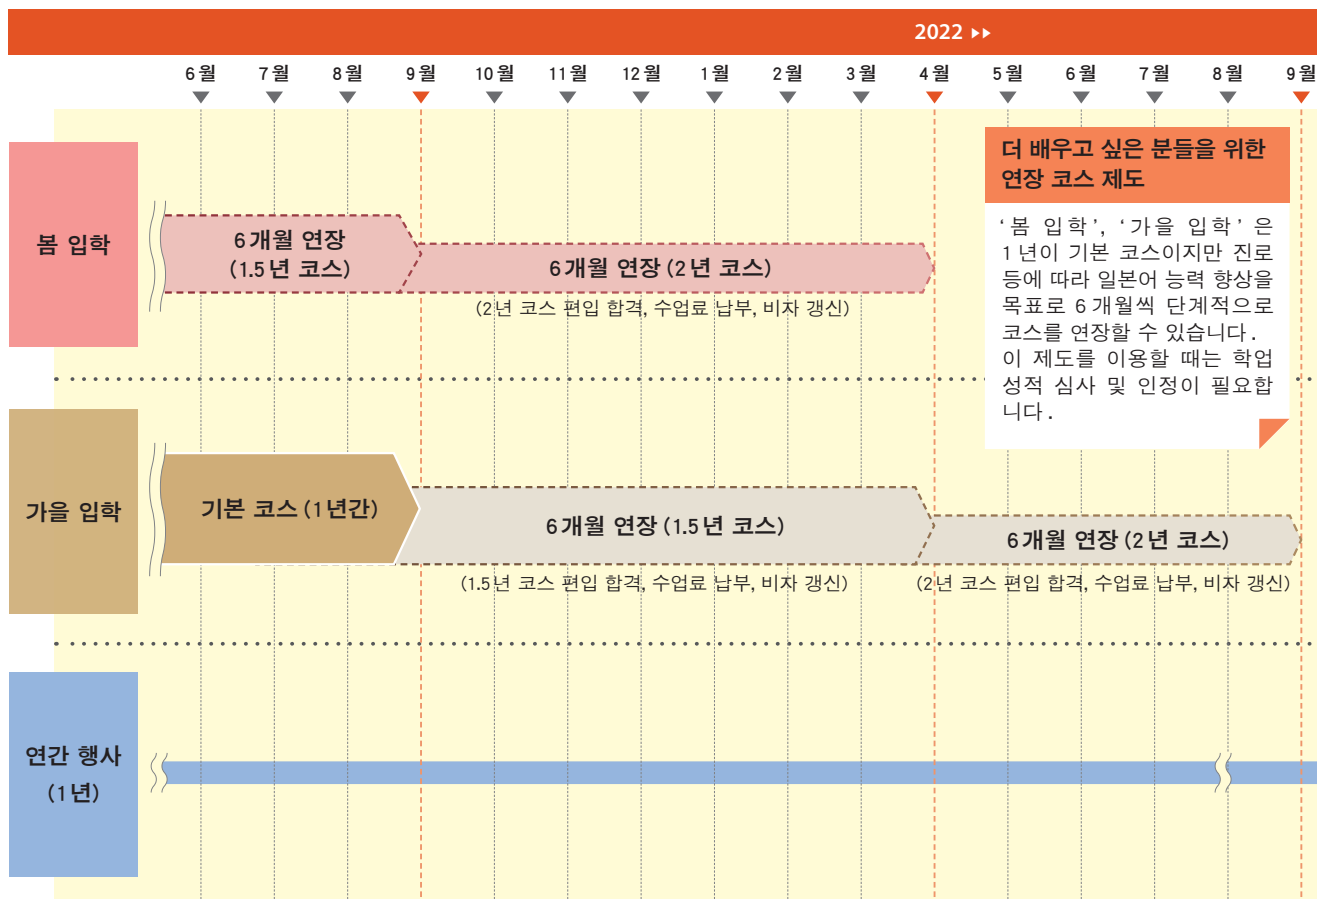 2022
6월 7월 8월 9월 10월 11월 12월 1월 2월 3월 4월 5월 6월 7월 8월 9월
더 배우고 싶은 분들을 위한
연장 코스 제도
‘봄 입학’, ‘가을 입학’은
1년이 기본 코스이지만 진로
등에 따라 일본어 능력 향상을
목표로 6개월씩 단계적으로
코스를 연장할 수 있습니다.
이 제도를 이용할 때는 학업
성적 심사 및 인정이 필요합
니다.
봄 입학
6개월 연장
(1.5년 코스)
6개월 연장 (2년 코스)
(2년 코스 편입 합격, 수업료 납부, 비자 갱신)
가을 입학
기본 코스 (1년간)
6개월 연장 (1.5년 코스)
(1.5년 코스 편입 합격, 수업료 납부, 비자 갱신)
6개월 연장 (2년 코스)
(2년 코스 편입 합격, 수업료 납부, 비자 갱신)
연간 행사
(1년)